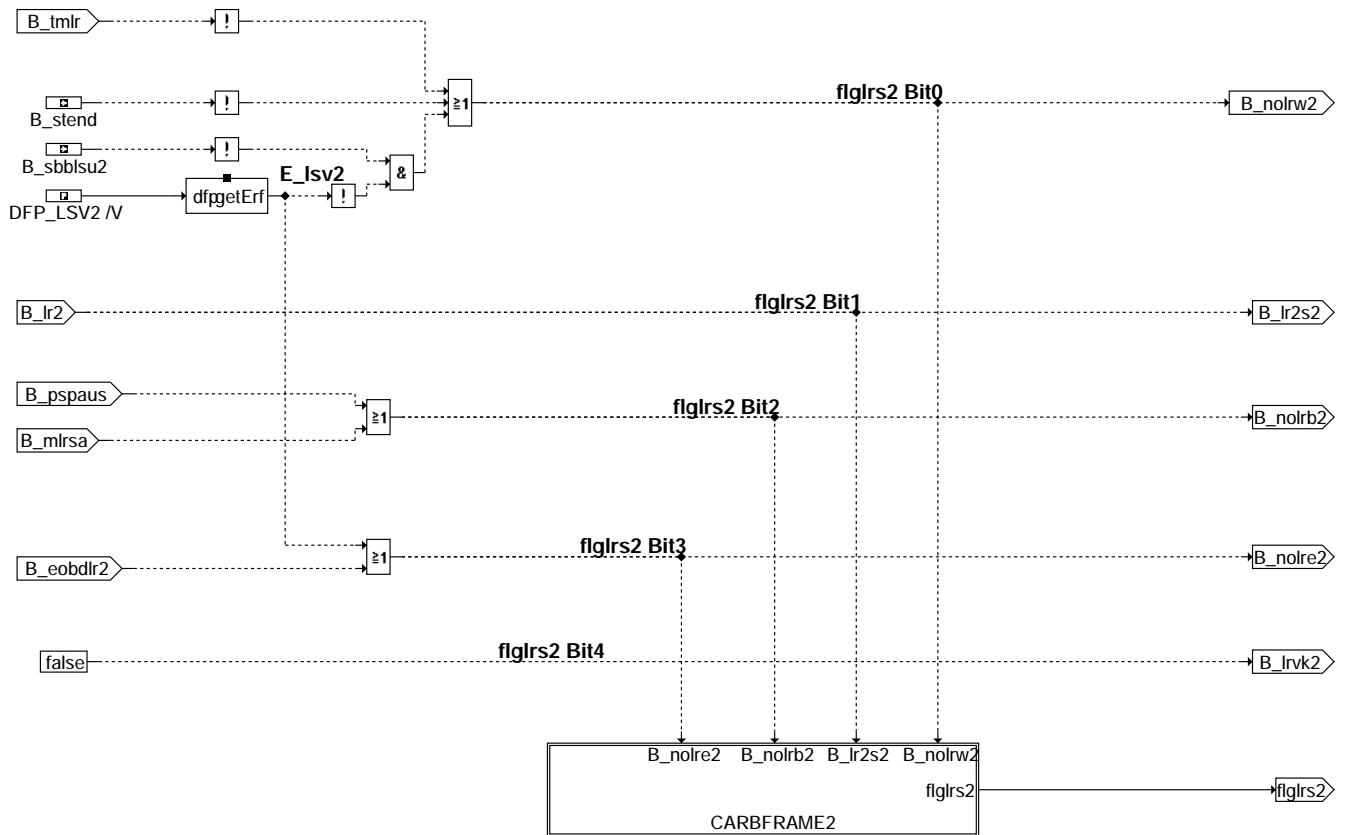 B_tmlr
!
flglrs2 Bit0
≥1
B_nolrw2
!
B_stend
!
B_sbblsu2
E_lsv2
&
dfpgetErf
!
DFP_LSV2 /V
flglrs2 Bit1
B_lr2
B_lr2s2
B_pspaus
flglrs2 Bit2
≥1
B_nolrb2
B_mlrsa
flglrs2 Bit3
≥1
B_nolre2
B_eobdlr2
flglrs2 Bit4
false
B_lrvk2
B_nolre2 B_nolrb2 B_lr2s2 B_nolrw2
flglrs2
flglrs2
CARBFRAME2